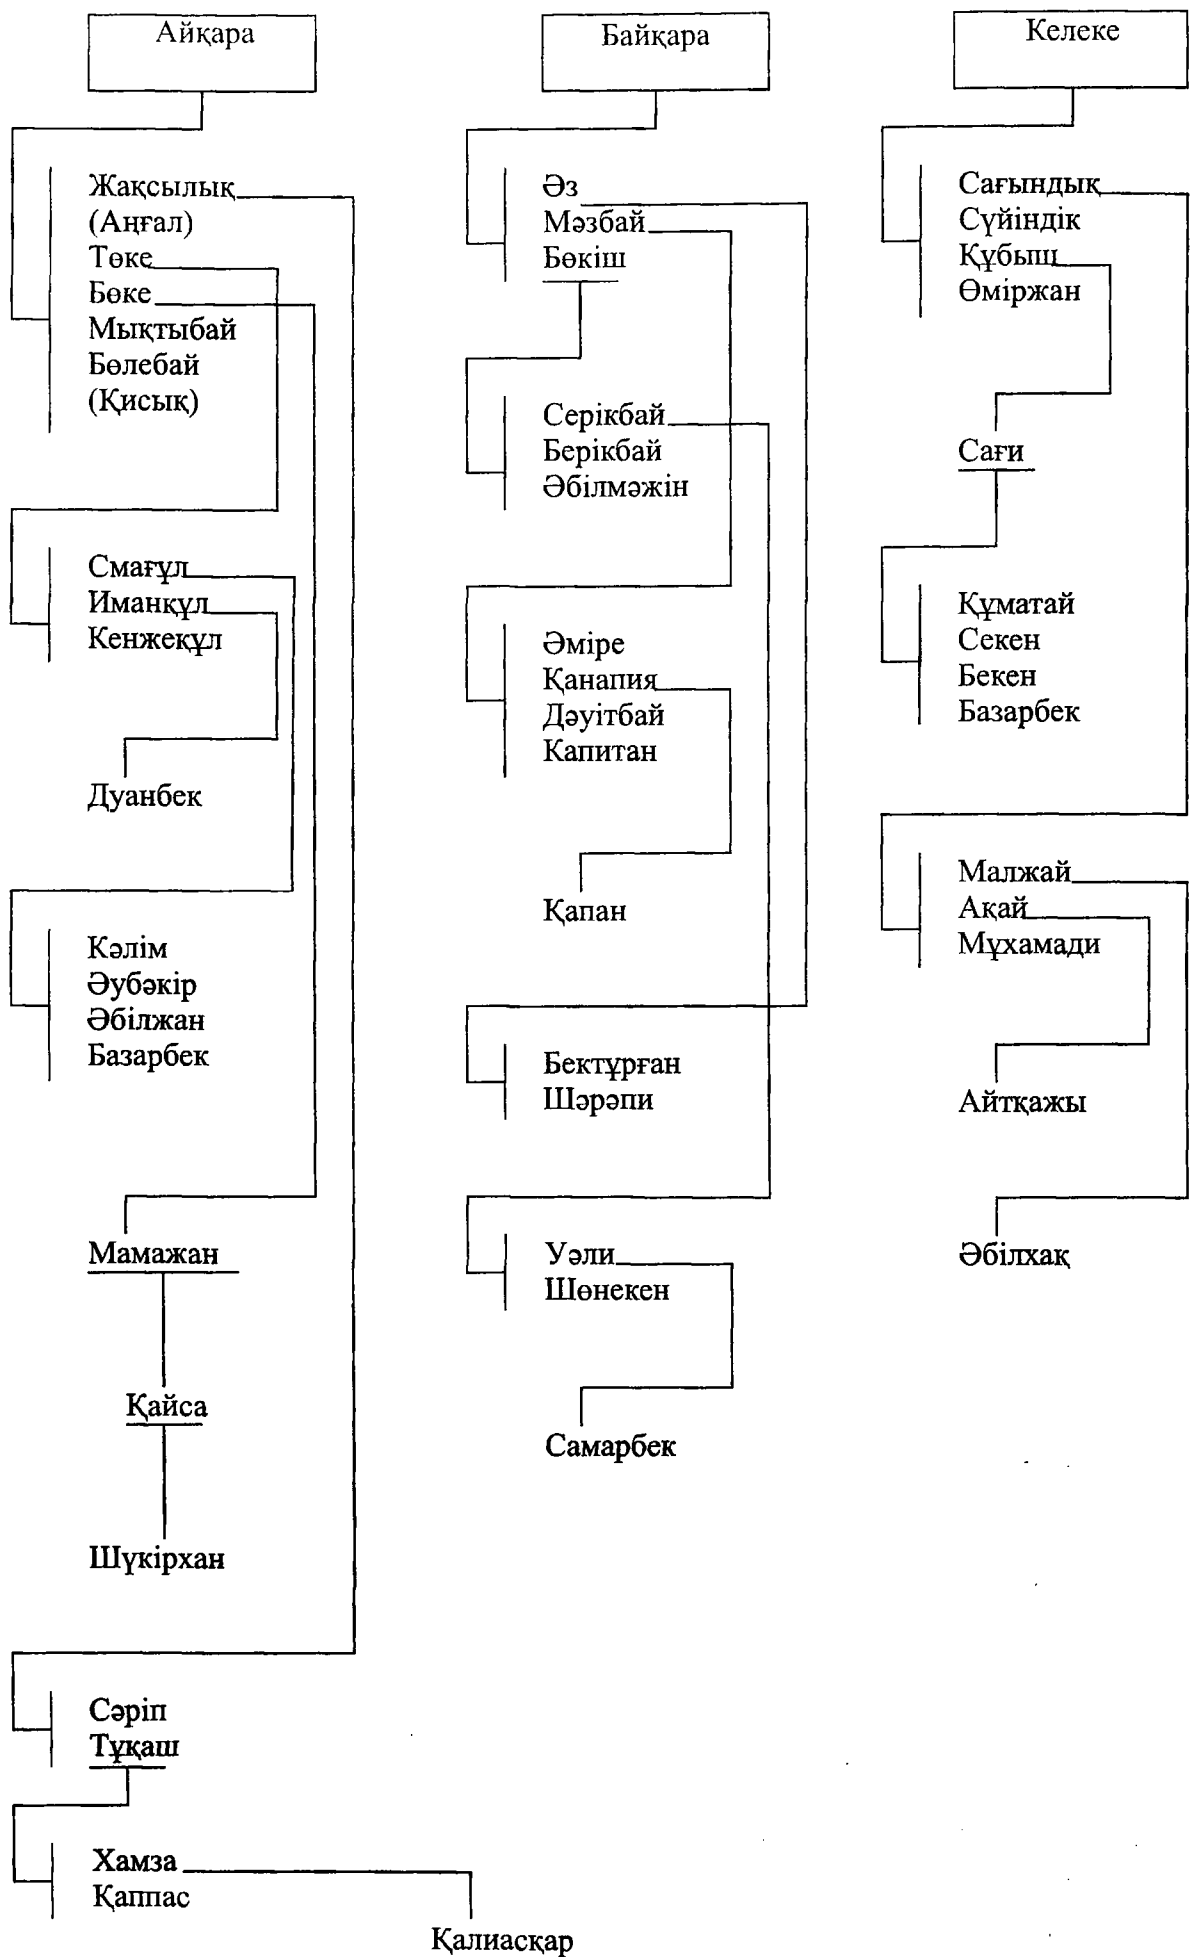 Айқара
Жақсылық
(Аңғал)
Төке
Бөке
Мықтыбай
Бөлебай
(Қисық)
Смағұл
Иманқұл
Кенжеқұл
Дуанбек
Кәлім
Әубәкір
Әбілжан
Базарбек
Мамажан
Қайса
Шүкірхан
Сәріп
Тұқаш
Хамза
Қаппас
Қалиасқар
Байқара
Әз
Мәзбай
Бөкіш
Серікбай
Берікбай
Әбілмәжін
Әміре
Қанапия
Дәуітбай
Капитан
Қапан
Бектұрған
Шәрәпи
Уәли
Шөнекен
Самарбек
Келеке
Сағындық
Сүйіндік
Құбыш
Өміржан
Саги
Құматай
Секен
Бекен
Базарбек
Малжай
Ақай
Мұхамади
Айтқажы
Әбілхақ